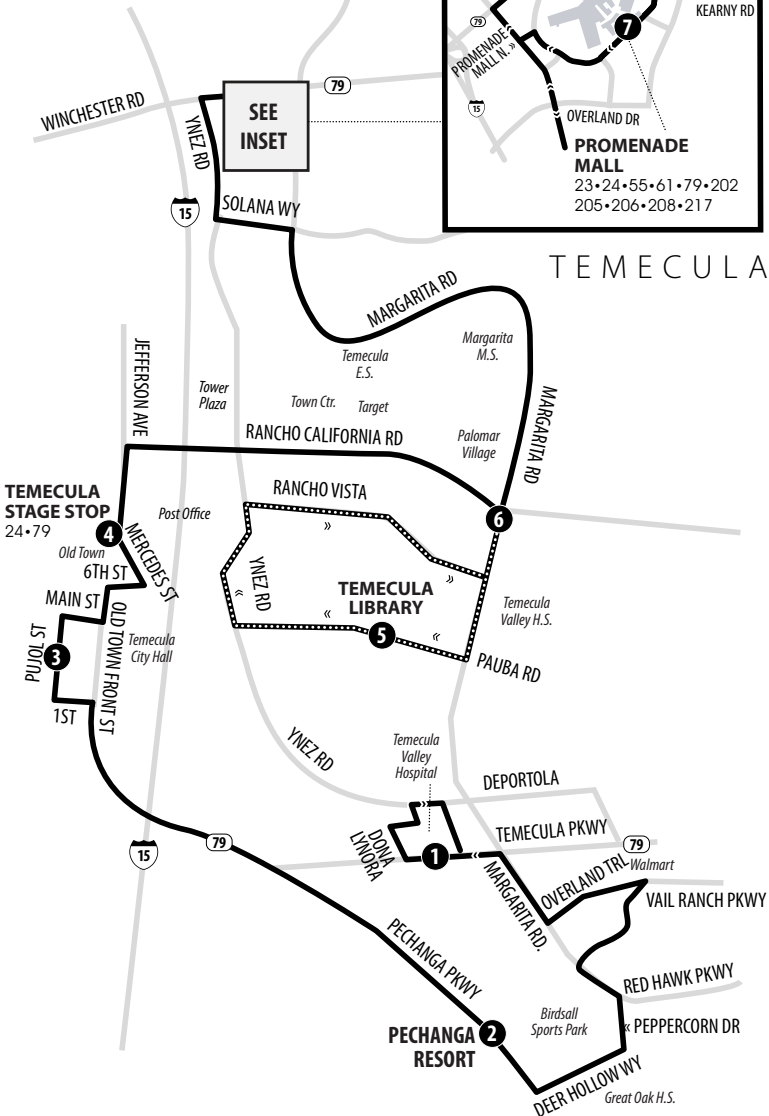 KEARNY RD
79
7
PROMENADE
MALL N. »
15
OVERLAND DR
PROMENADE
MALL
23•24•55•61•79•202
205•206•208•217
79
WINCHESTER RD
SEE
INSET
YNEZ RD
15
SOLANA WY
TEMECULA
MARGARITA RD
Margarita
M.S.
Temecula
E.S.
JEFFERSON AVE
Tower
Plaza
Town Ctr.
Target
MARGARITA RD
RANCHO CALIFORNIA RD
Palomar
Village
TEMECULA
STAGE STOP
24•79
4
Post Office
RANCHO VISTA
6
Old Town
MERCEDES ST
6TH ST
YNEZ RD
TEMECULA
LIBRARY
5
MAIN ST
OLD TOWN FRONT ST
Temecula
City Hall
Temecula
Valley H.S.
PUJOL ST
3
PAUBA RD
1ST
YNEZ RD
Temecula
Valley
Hospital
DEPORTOLA
79
15
DONA
LYNORA
1
TEMECULA PKWY
79
MARGARITA RD.
OVERLAND TRL
Walmart
VAIL RANCH PKWY
PECHANGA PKWY
RED HAWK PKWY
PECHANGA
RESORT
2
Birdsall
Sports Park
« PEPPERCORN DR
DEER HOLLOW WY
Great Oak H.S.